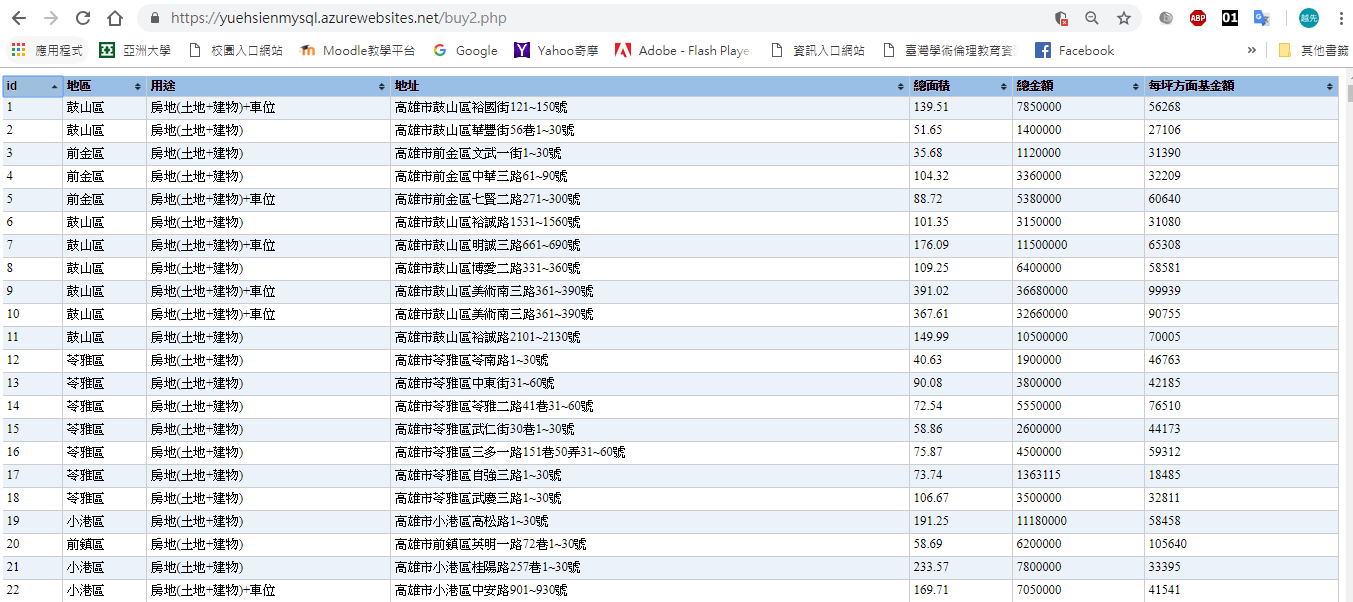 https://yuehsienmysql.azurewebsites.net/buy2.php ABP 01 越先
應用程式 亞洲大學 校園入口網站 Moodle教學平台 Google Yahoo奇摩 Adobe - Flash Playe 資訊入口網站 臺灣學術倫理教育資 Facebook » 其他書籤
id 地區 用途 地址 總面積 總金額 每坪方面基金額
1 鼓山區 房地(土地+建物)+車位 高雄市鼓山區裕國街121~150號 139.51 7850000 56268
2 鼓山區 房地(土地+建物) 高雄市鼓山區華豐街56巷1~30號 51.65 1400000 27106
3 前金區 房地(土地+建物) 高雄市前金區文武一街1~30號 35.68 1120000 31390
4 前金區 房地(土地+建物) 高雄市前金區中華三路61~90號 104.32 3360000 32209
5 前金區 房地(土地+建物)+車位 高雄市前金區七賢二路271~300號 88.72 5380000 60640
6 鼓山區 房地(土地+建物) 高雄市鼓山區裕誠路1531~1560號 101.35 3150000 31080
7 鼓山區 房地(土地+建物)+車位 高雄市鼓山區明誠三路661~690號 176.09 11500000 65308
8 鼓山區 房地(土地+建物) 高雄市鼓山區博愛二路331~360號 109.25 6400000 58581
9 鼓山區 房地(土地+建物)+車位 高雄市鼓山區美術南三路361~390號 391.02 36680000 99939
10 鼓山區 房地(土地+建物)+車位 高雄市鼓山區美術南三路361~390號 367.61 32660000 90755
11 鼓山區 房地(土地+建物) 高雄市鼓山區裕誠路2101~2130號 149.99 10500000 70005
12 苓雅區 房地(土地+建物) 高雄市苓雅區苓南路1~30號 40.63 1900000 46763
13 苓雅區 房地(土地+建物) 高雄市苓雅區中東街31~60號 90.08 3800000 42185
14 苓雅區 房地(土地+建物) 高雄市苓雅區苓雅二路41巷31~60號 72.54 5550000 76510
15 苓雅區 房地(土地+建物) 高雄市苓雅區武仁街30巷1~30號 58.86 2600000 44173
16 苓雅區 房地(土地+建物) 高雄市苓雅區三多一路151巷50弄31~60號 75.87 4500000 59312
17 苓雅區 房地(土地+建物) 高雄市苓雅區自強三路1~30號 73.74 1363115 18485
18 苓雅區 房地(土地+建物) 高雄市苓雅區武慶三路1~30號 106.67 3500000 32811
19 小港區 房地(土地+建物) 高雄市小港區高松路1~30號 191.25 11180000 58458
20 前鎮區 房地(土地+建物) 高雄市前鎮區英明一路72巷1~30號 58.69 6200000 105640
21 小港區 房地(土地+建物) 高雄市小港區桂陽路257巷1~30號 233.57 7800000 33395
22 小港區 房地(土地+建物)+車位 高雄市小港區中安路901~930號 169.71 7050000 41541